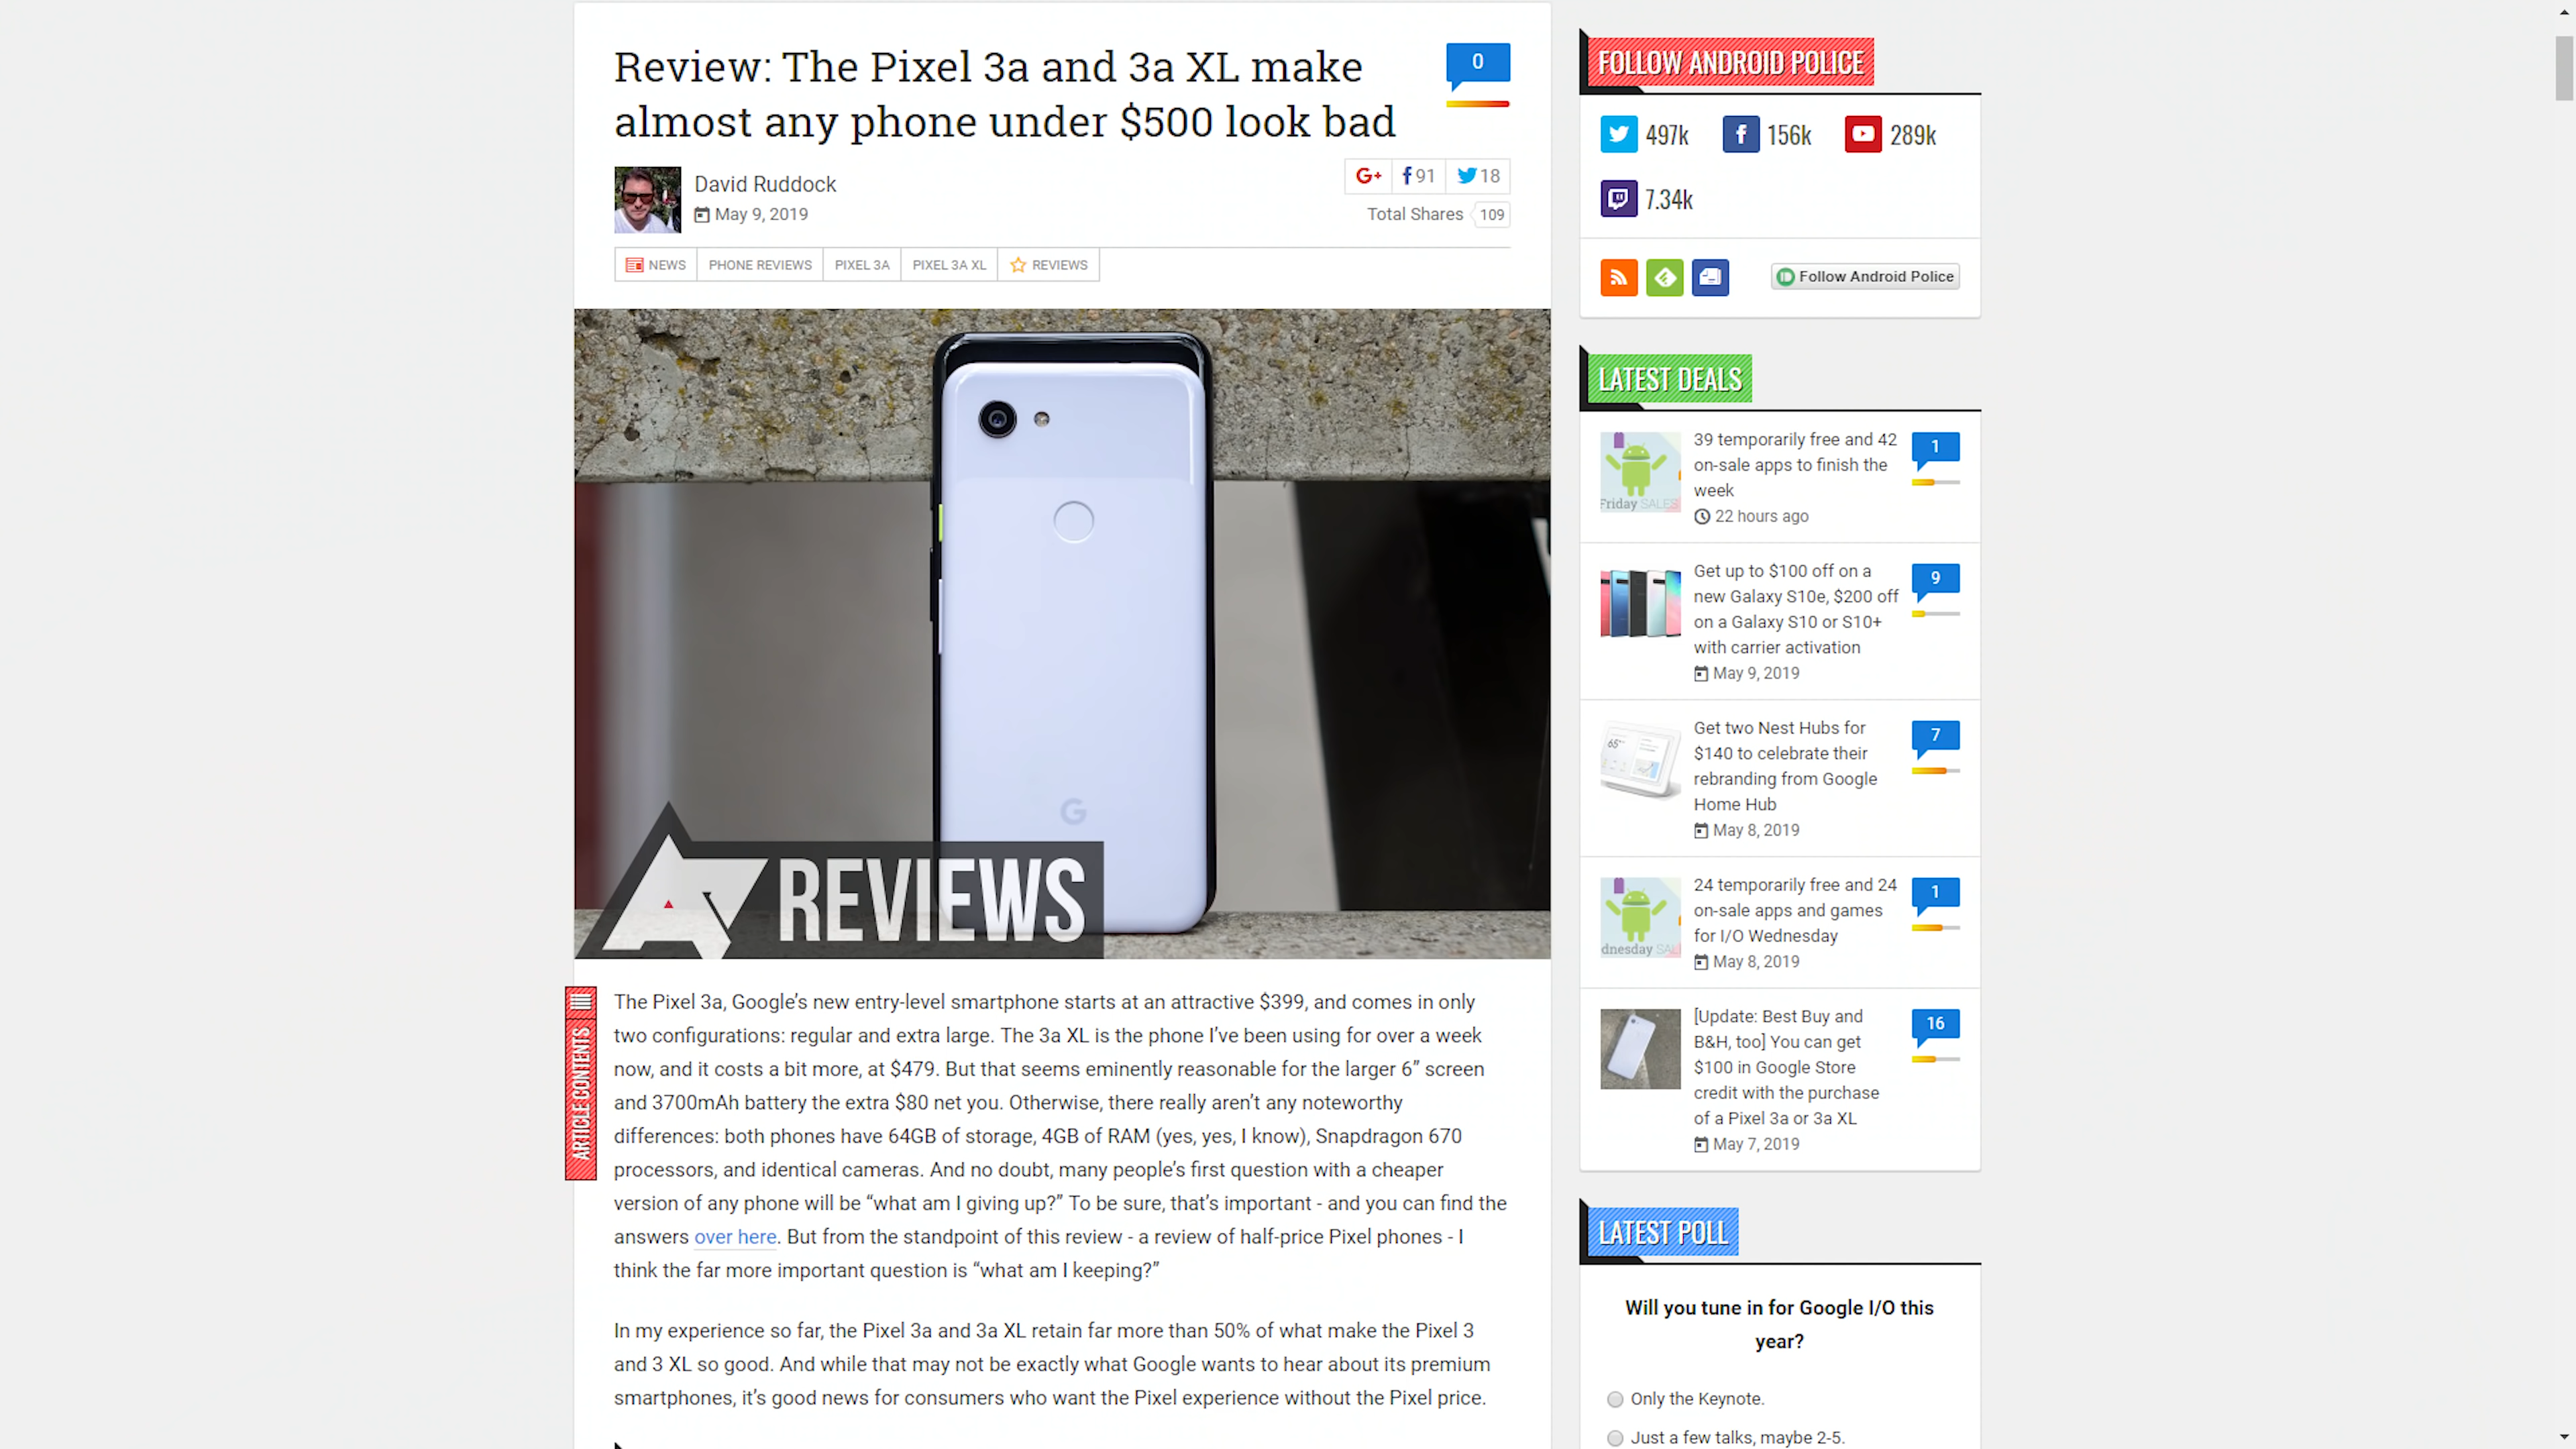 Review: The Pixel 3a and 3a XL make
almost any phone under $500 look bad
0
David Ruddock
May 9, 2019
G+
f 91
18
Total Shares 109
NEWS
PHONE REVIEWS
PIXEL 3A
PIXEL 3A XL
REVIEWS
G
REVIEWS
ARTICLE CONTENTS
The Pixel 3a, Google’s new entry-level smartphone starts at an attractive $399, and comes in only
two configurations: regular and extra large. The 3a XL is the phone I’ve been using for over a week
now, and it costs a bit more, at $479. But that seems eminently reasonable for the larger 6” screen
and 3700mAh battery the extra $80 net you. Otherwise, there really aren’t any noteworthy
differences: both phones have 64GB of storage, 4GB of RAM (yes, yes, I know), Snapdragon 670
processors, and identical cameras. And no doubt, many people’s first question with a cheaper
version of any phone will be “what am I giving up?” To be sure, that’s important - and you can find the
answers over here. But from the standpoint of this review - a review of half-price Pixel phones - I
think the far more important question is “what am I keeping?”
In my experience so far, the Pixel 3a and 3a XL retain far more than 50% of what make the Pixel 3
and 3 XL so good. And while that may not be exactly what Google wants to hear about its premium
smartphones, it’s good news for consumers who want the Pixel experience without the Pixel price.
FOLLOW ANDROID POLICE
497k
f 156k
289k
7.34k
Follow Android Police
LATEST DEALS
Friday SALES
39 temporarily free and 42
on-sale apps to finish the
week
22 hours ago
1
Get up to $100 off on a
new Galaxy S10e, $200 off
on a Galaxy S10 or S10+
with carrier activation
May 9, 2019
9
65°
Get two Nest Hubs for
$140 to celebrate their
rebranding from Google
Home Hub
May 8, 2019
7
dnesday SAL
24 temporarily free and 24
on-sale apps and games
for I/O Wednesday
May 8, 2019
1
[Update: Best Buy and
B&H, too] You can get
$100 in Google Store
credit with the purchase
of a Pixel 3a or 3a XL
May 7, 2019
16
LATEST POLL
Will you tune in for Google I/O this
year?
Only the Keynote.
Just a few talks, maybe 2-5.